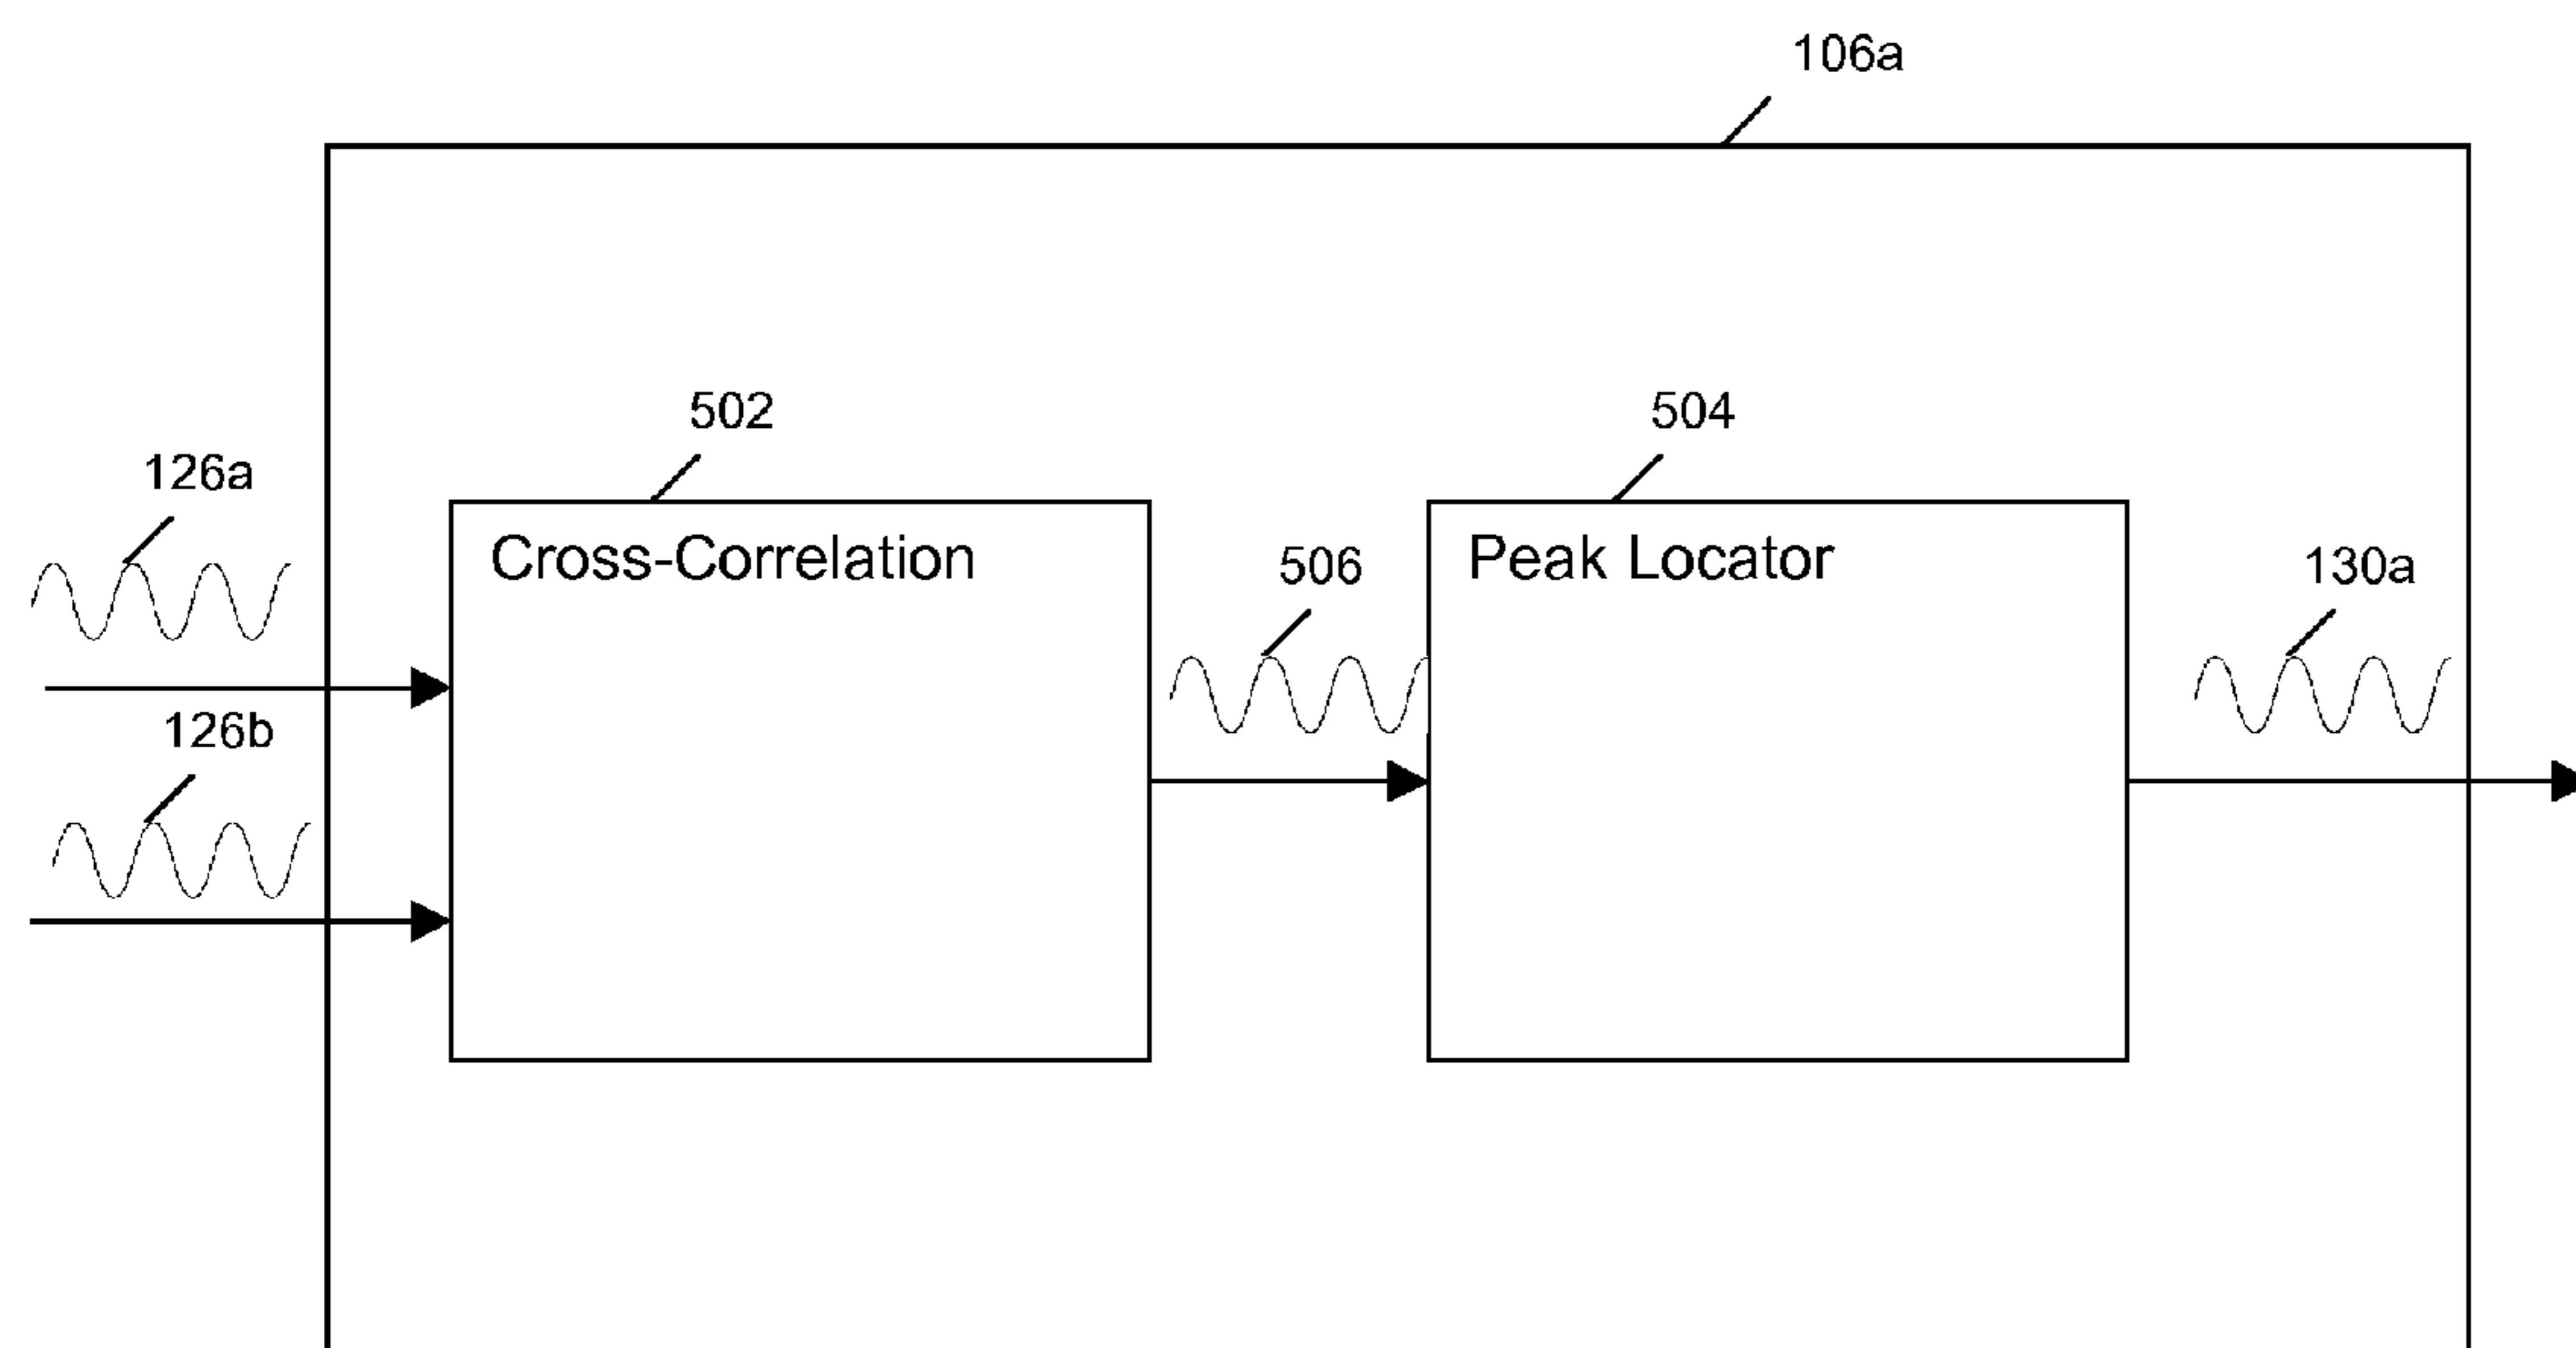 106a
502
504
126a
Cross-Correlation
506
Peak Locator
130a
126b